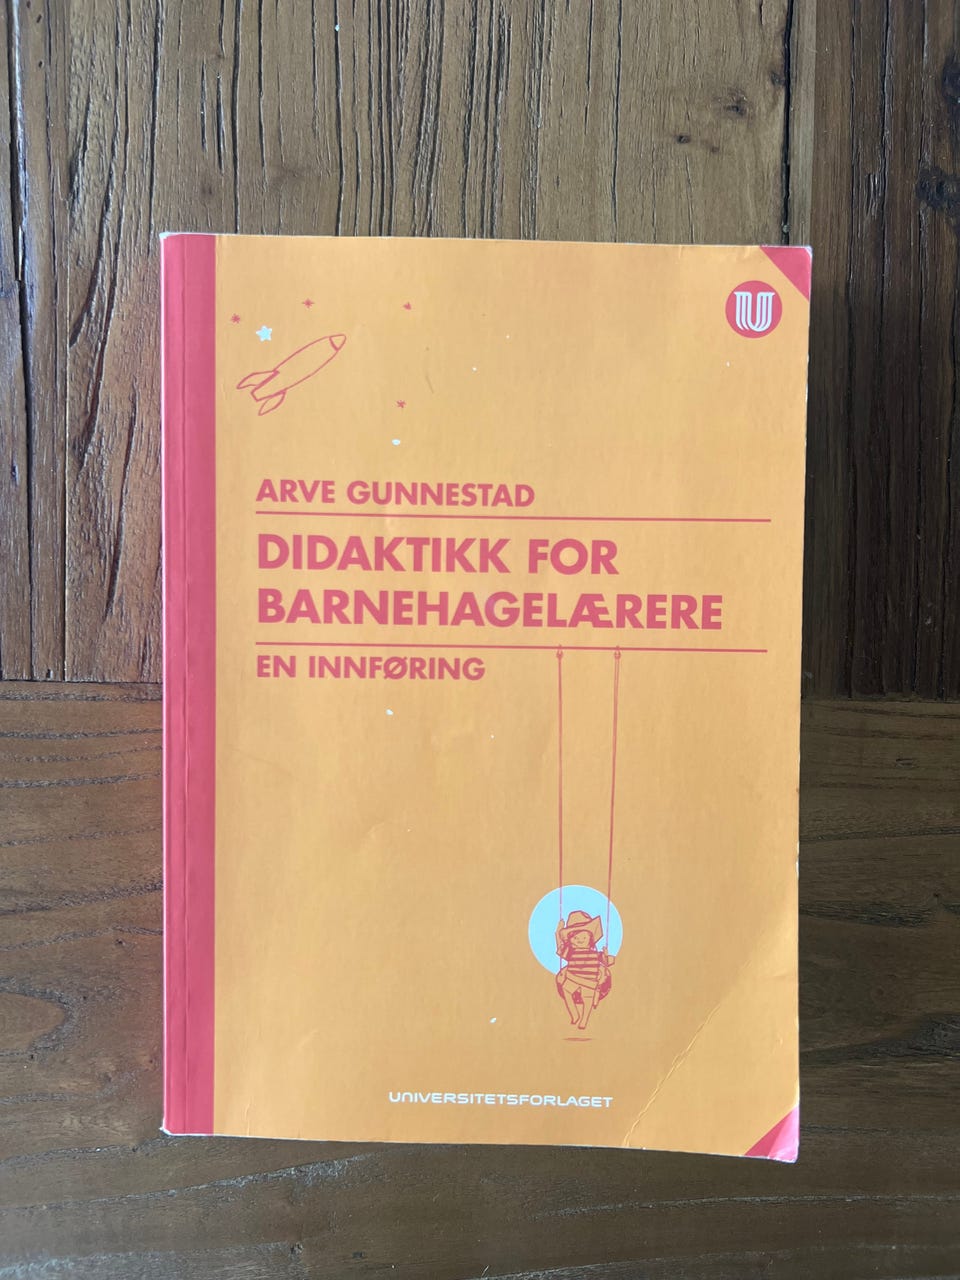 ARVE GUNNESTAD
DIDAKTIKK FOR
BARNEHAGELÆRERE
EN INNFØRING
UNIVERSITETSFORLAGET